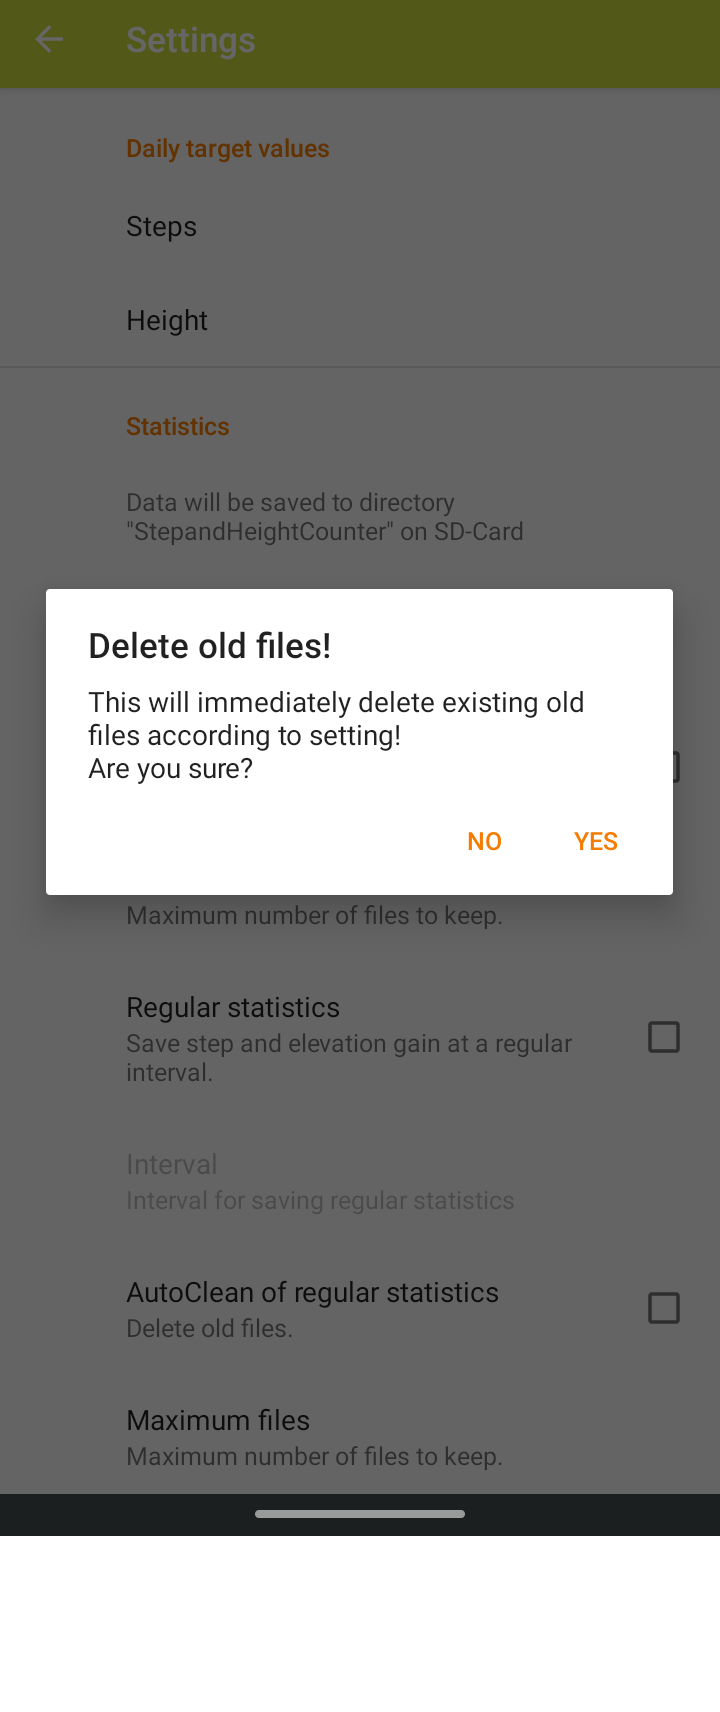 Settings
Daily target values
Steps
Height
Statistics
Data will be saved to directory
"StepandHeightCounter" on SD-Card
Delete old files!
This will immediately delete existing old
files according to setting!
Are you sure?
NO
YES
Maximum number of files to keep.
Regular statistics
Save step and elevation gain at a regular
interval.
Interval
Interval for saving regular statistics
AutoClean of regular statistics
Delete old files.
Maximum files
Maximum number of files to keep.